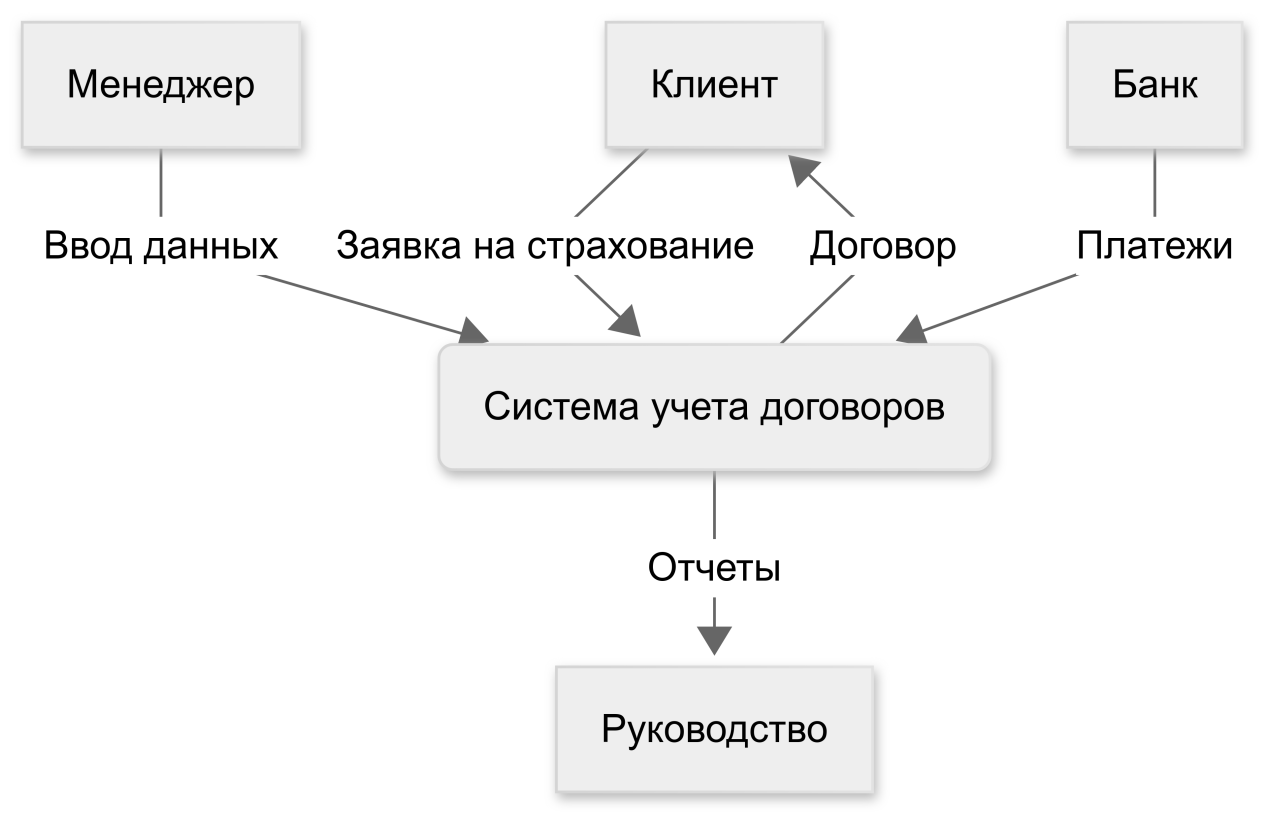 Менеджер
Клиент
Банк
Ввод данных
Заявка на страхование
Договор
Платежи
Система учета договоров
Отчеты
Руководство